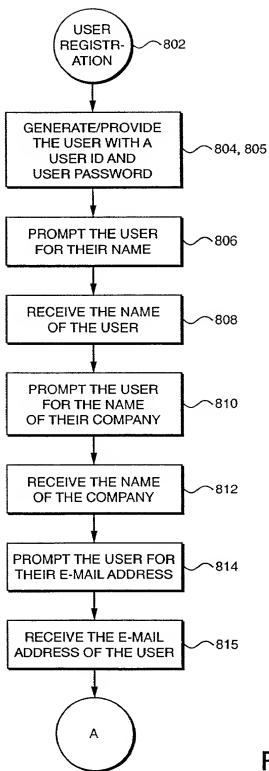 USER
REGISTR-
ATION
802
GENERATE/PROVIDE
THE USER WITH A
USER ID AND
USER PASSWORD
804, 805
PROMPT THE USER
FOR THEIR NAME
806
RECEIVE THE NAME
OF THE USER
808
PROMPT THE USER
FOR THE NAME
OF THEIR COMPANY
810
RECEIVE THE NAME
OF THE COMPANY
812
PROMPT THE USER FOR
THEIR E-MAIL ADDRESS
814
RECEIVE THE E-MAIL
ADDRESS OF THE USER
815
A
F